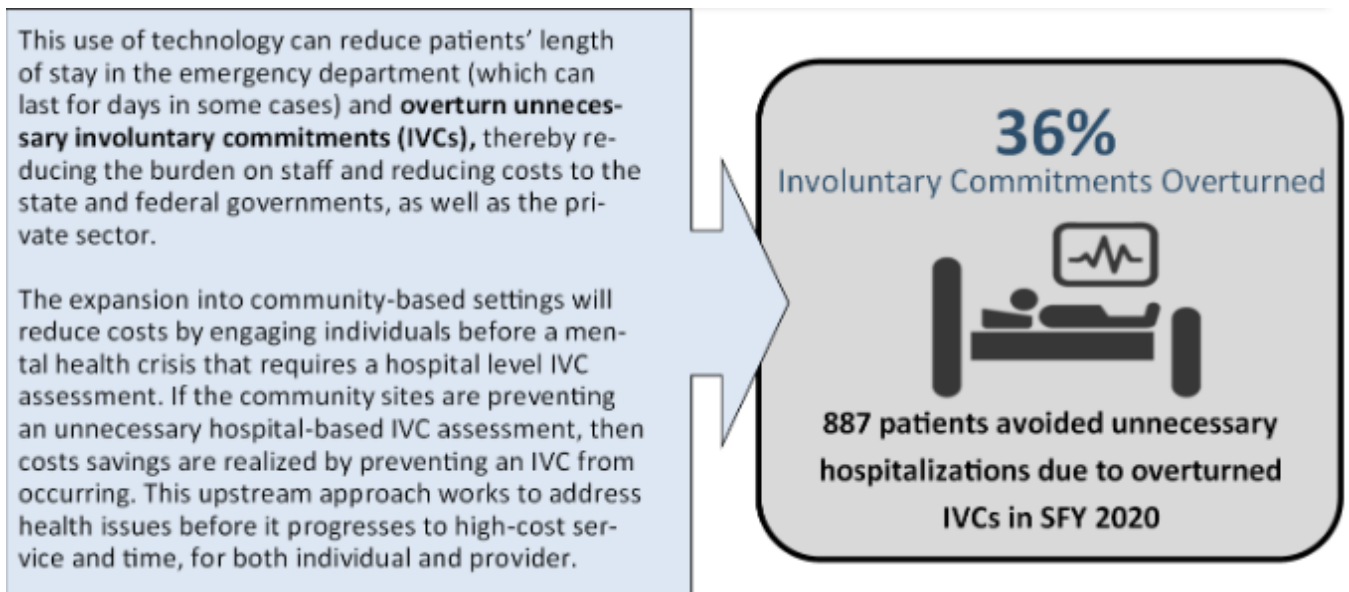 This use of technology can reduce patients’ length
of stay in the emergency department (which can
last for days in some cases) and overturn unneces-
sary involuntary commitments (IVCs), thereby re-
ducing the burden on staff and reducing costs to the
state and federal governments, as well as the pri-
vate sector.
The expansion into community-based settings will
reduce costs by engaging individuals before a men-
tal health crisis that requires a hospital level IVC
assessment. If the community sites are preventing
an unnecessary hospital-based IVC assessment, then
costs savings are realized by preventing an IVC from
occurring. This upstream approach works to address
health issues before it progresses to high-cost ser-
vice and time, for both individual and provider.
36%
Involuntary Commitments Overturned
887 patients avoided unnecessary
hospitalizations due to overturned
IVCs in SFY 2020